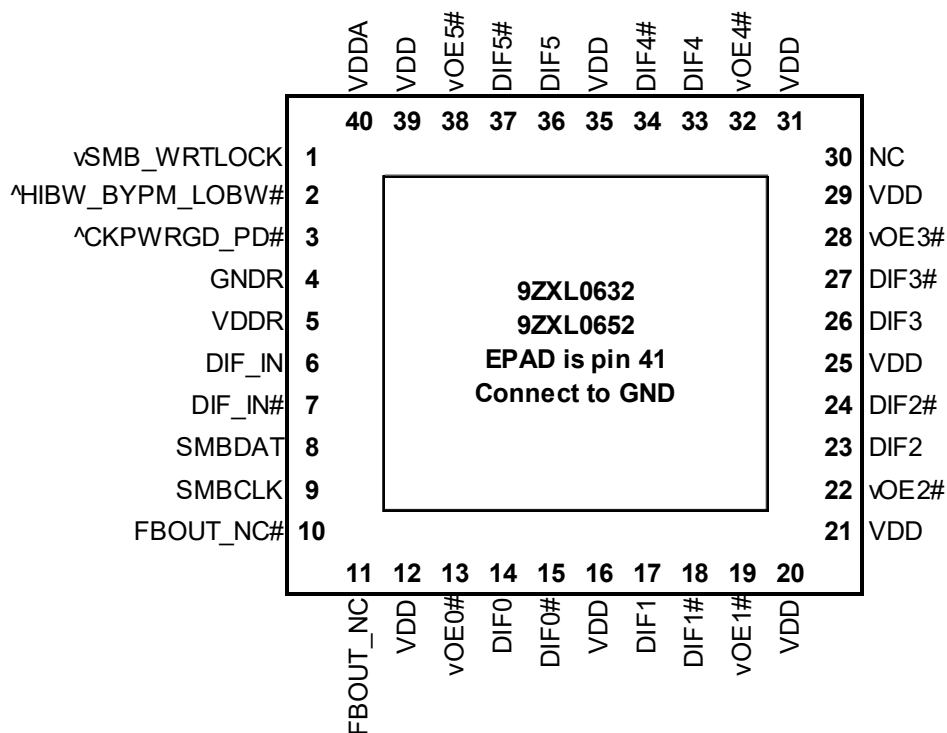 VDDA VDD vOE5# DIF5# DIF5 VDD DIF4# DIF4 vOE4# VDD
40 39 38 37 36 35 34 33 32 31
vSMB_WRTLOCK 1
30 NC
^HIBW_BYPM_LOBW# 2
29 VDD
^CKPWRGD_PD# 3
28 vOE3#
GNDR 4
27 DIF3#
VDDR 5
26 DIF3
DIF_IN 6
25 VDD
DIF_IN# 7
24 DIF2#
SMBDAT 8
23 DIF2
SMBCLK 9
22 vOE2#
FBOUT_NC# 10
21 VDD
9ZXL0632
9ZXL0652
EPAD is pin 41
Connect to GND
11 12 13 14 15 16 17 18 19 20
FBOUT_NC VDD vOE0# DIF0 DIF0# VDD DIF1 DIF1# vOE1# VDD